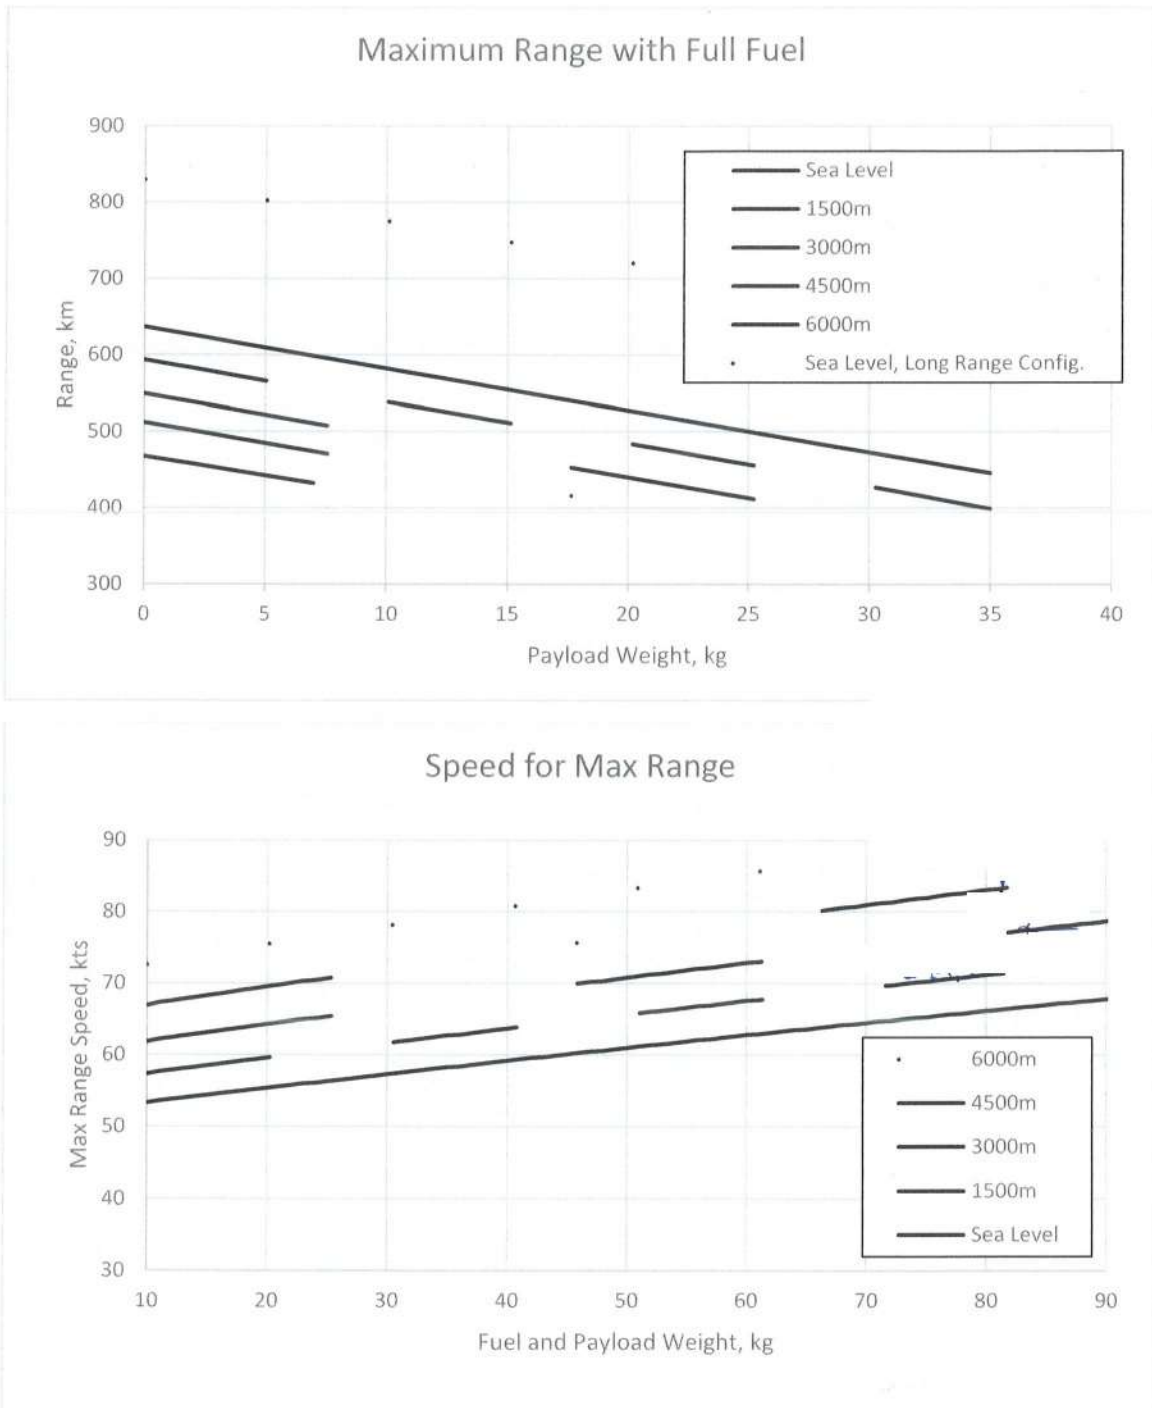 Maximum Range with Full Fuel
900
800
700
600
500
400
300
Range, km
Sea Level
1500m
3000m
4500m
6000m
Sea Level, Long Range Config.
0 5 10 15 20 25 30 35 40
Payload Weight, kg
Speed for Max Range
90
80
70
60
50
40
30
Max Range Speed, kts
6000m
4500m
3000m
1500m
Sea Level
10 20 30 40 50 60 70 80 90
Fuel and Payload Weight, kg